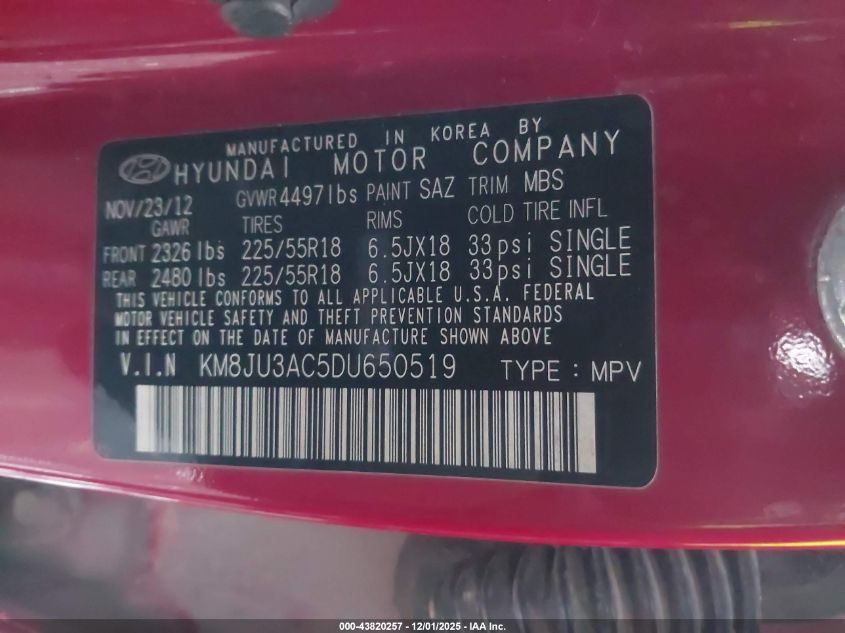 MANUFACTURED IN KOREA BY
HYUNDAI MOTOR COMPANY
NOV/23/12 GVWR 4497lbs PAINT SAZ TRIM MBS
GAWR TIRES RIMS COLD TIRE INFL
FRONT 2326 lbs 225/55R18 6.5JX18 33psi SINGLE
REAR 2480 lbs 225/55R18 6.5JX18 33psi SINGLE
THIS VEHICLE CONFORMS TO ALL APPLICABLE U.S.A. FEDERAL
MOTOR VEHICLE SAFETY AND THEFT PREVENTION STANDARDS
IN EFFECT ON THE DATE OF MANUFACTURE SHOWN ABOVE
V.I.N KM8JU3AC5DU650519 TYPE : MPV
000-43820257 - 12/01/2025 - IAA Inc.